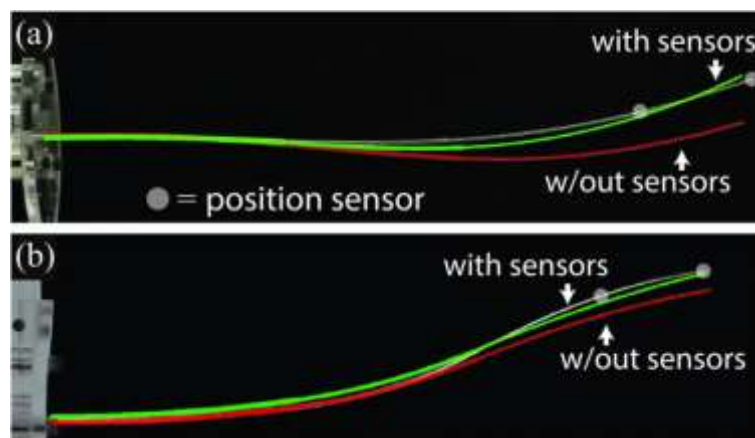 (a)
with sensors
w/out sensors
= position sensor
(b)
with sensors
w/out sensors